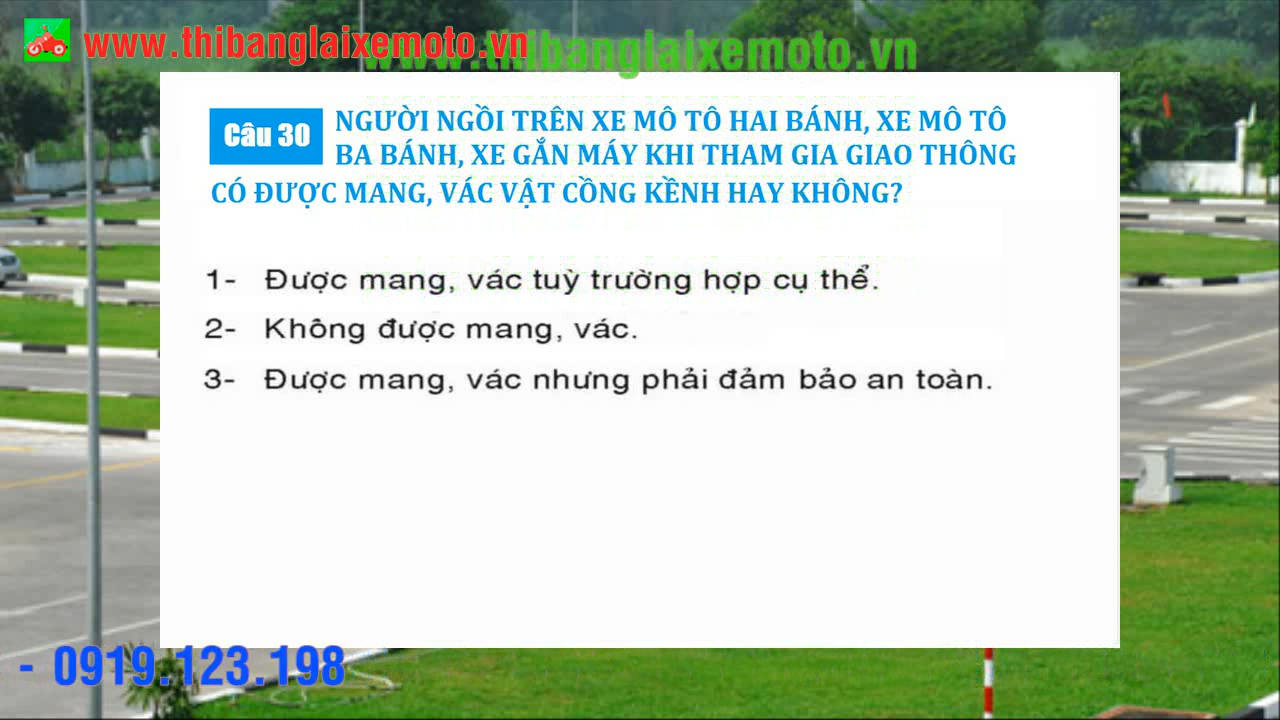 www.thibanglaixemoto.vn
www.thibanglaixemoto.vn
Câu 30
NGƯỜI NGỒI TRÊN XE MÔ TÔ HAI BÁNH, XE MÔ TÔ
BA BÁNH, XE GẮN MÁY KHI THAM GIA GIAO THÔNG
CÓ ĐƯỢC MANG, VÁC VẬT CỒNG KỀNH HAY KHÔNG?
1- Được mang, vác tuỳ trường hợp cụ thể.
2- Không được mang, vác.
3- Được mang, vác nhưng phải đảm bảo an toàn.
- 0919.123.198